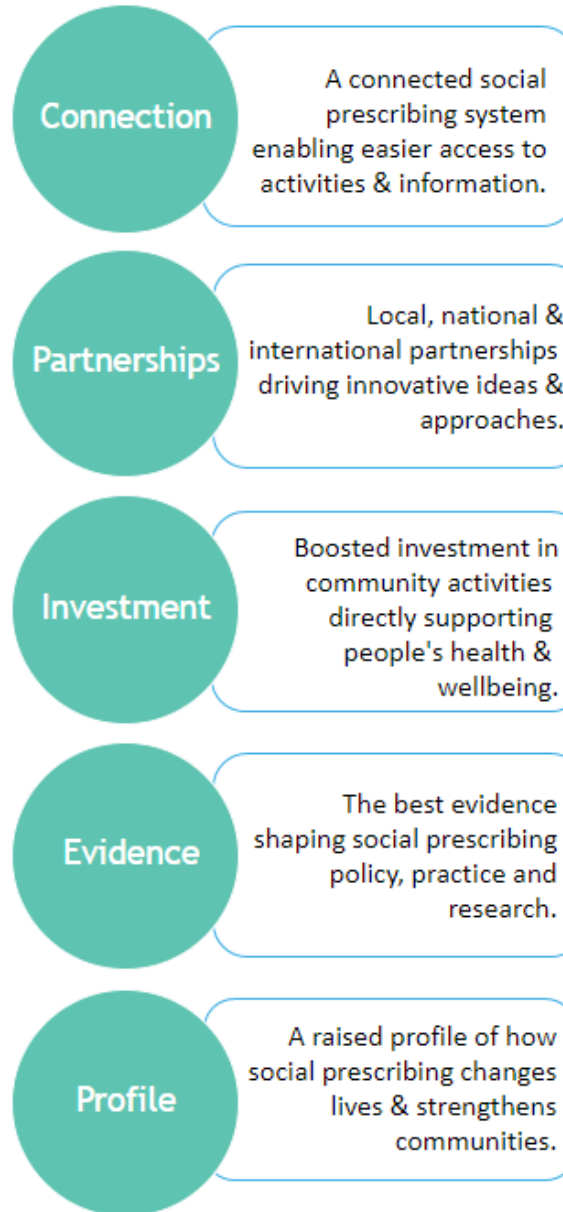 Connection
A connected social
prescribing system
enabling easier access to
activities & information.
Partnerships
Local, national &
international partnerships
driving innovative ideas &
approaches.
Investment
Boosted investment in
community activities
directly supporting
people's health &
wellbeing.
Evidence
The best evidence
shaping social prescribing
policy, practice and
research.
Profile
A raised profile of how
social prescribing changes
lives & strengthens
communities.